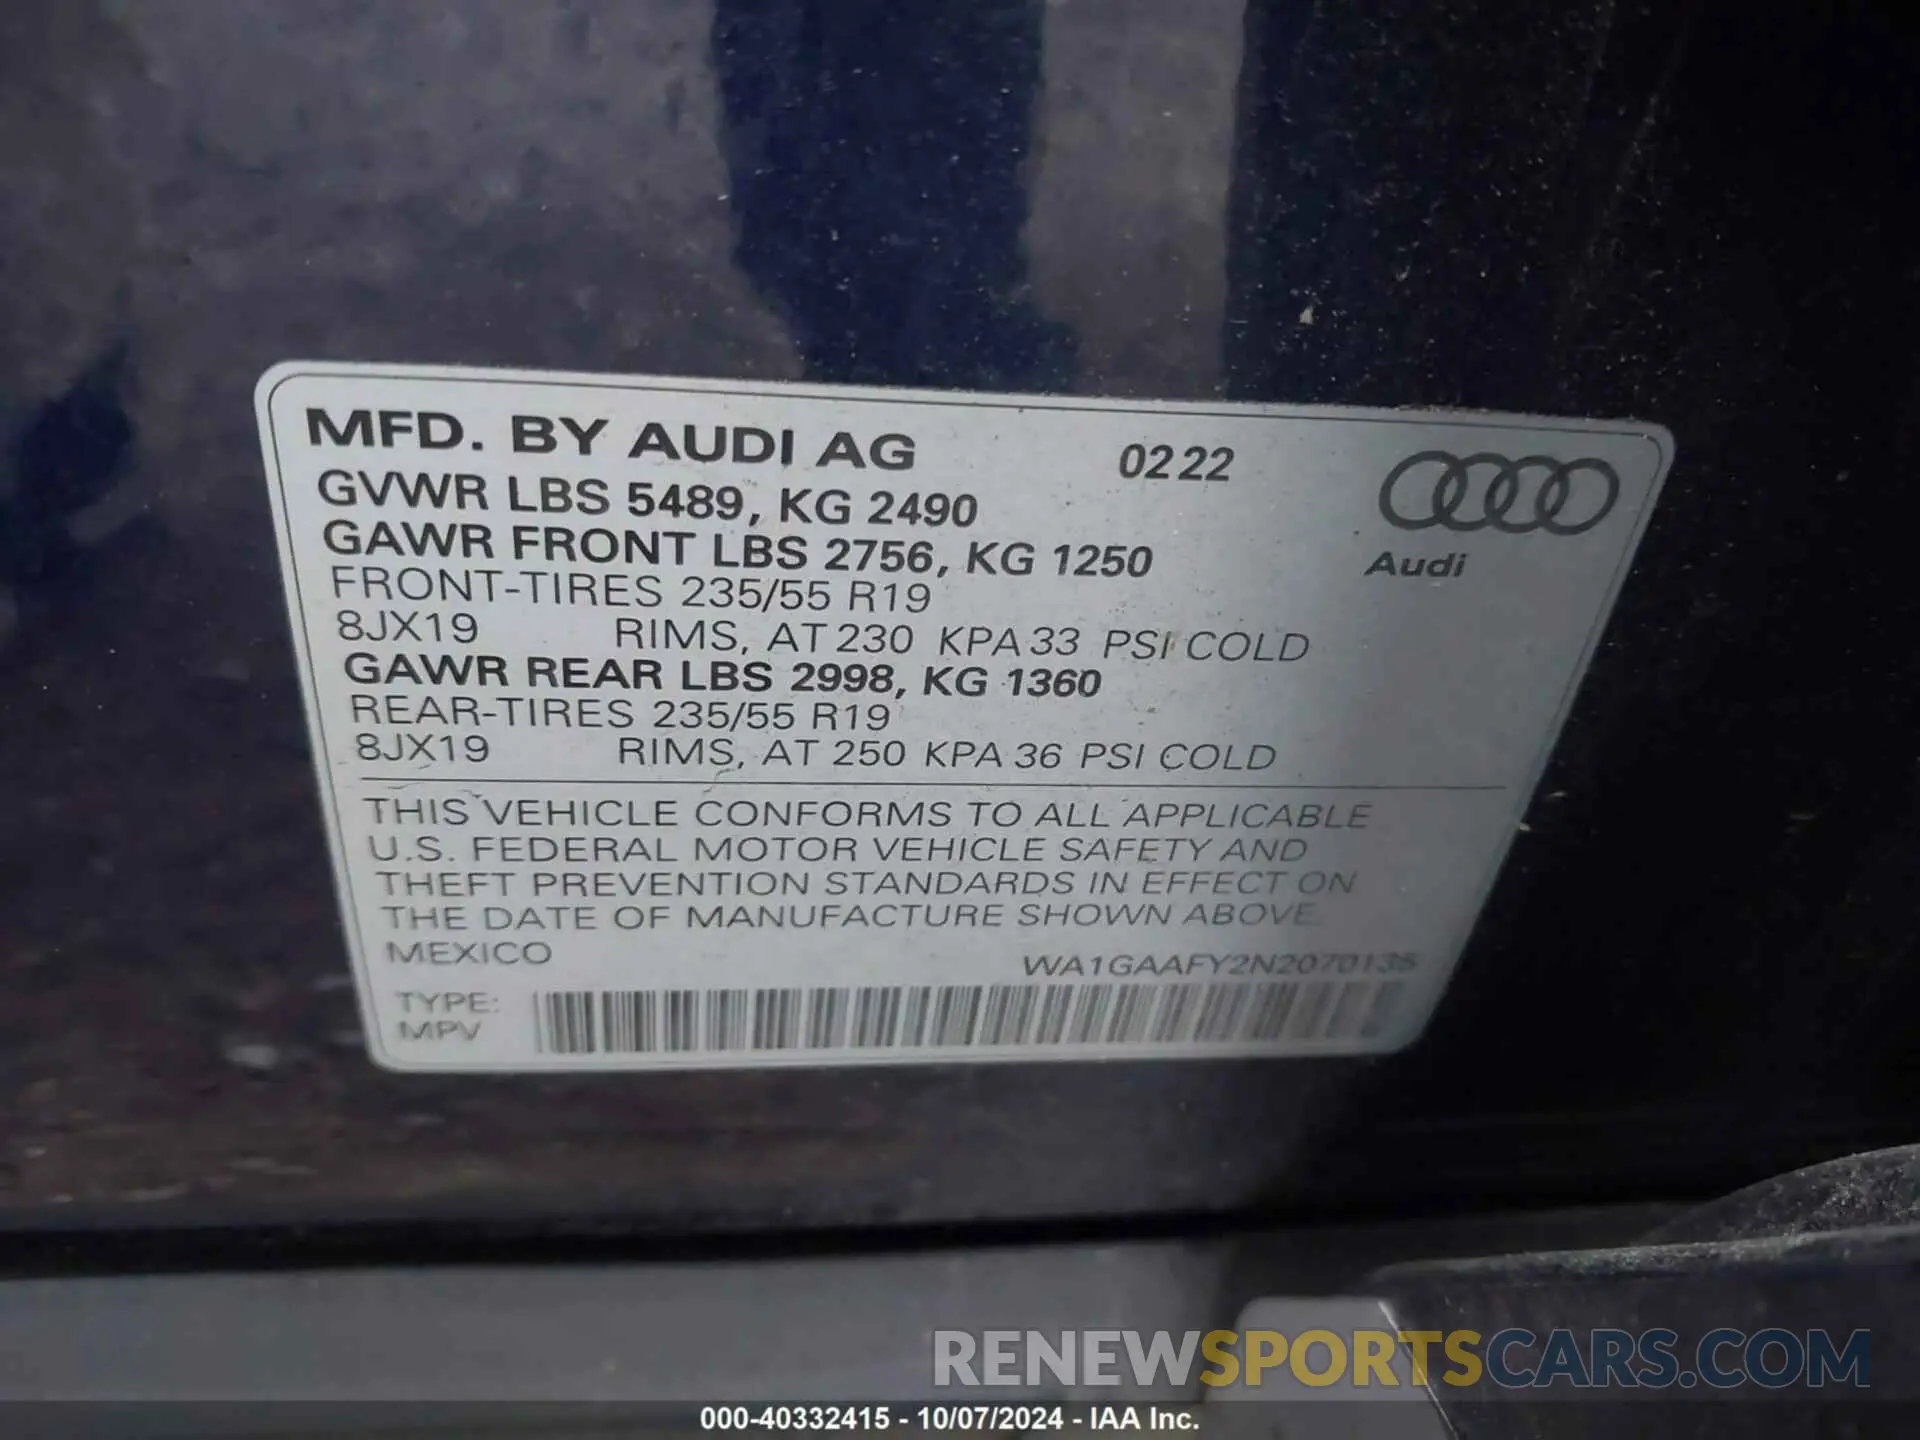 MFD. BY AUDI AG 0222
GVWR LBS 5489, KG 2490
GAWR FRONT LBS 2756, KG 1250
Audi
FRONT-TIRES 235/55 R19
8JX19 RIMS, AT 230 KPA 33 PSI COLD
GAWR REAR LBS 2998, KG 1360
REAR-TIRES 235/55 R19
8JX19 RIMS, AT 250 KPA 36 PSI COLD
THIS VEHICLE CONFORMS TO ALL APPLICABLE
U.S. FEDERAL MOTOR VEHICLE SAFETY AND
THEFT PREVENTION STANDARDS IN EFFECT ON
THE DATE OF MANUFACTURE SHOWN ABOVE.
MEXICO WA1GAAFY2N2070135
TYPE:
MPV
RENEWSPORTSCARS.COM
000-40332415 - 10/07/2024 - IAA Inc.